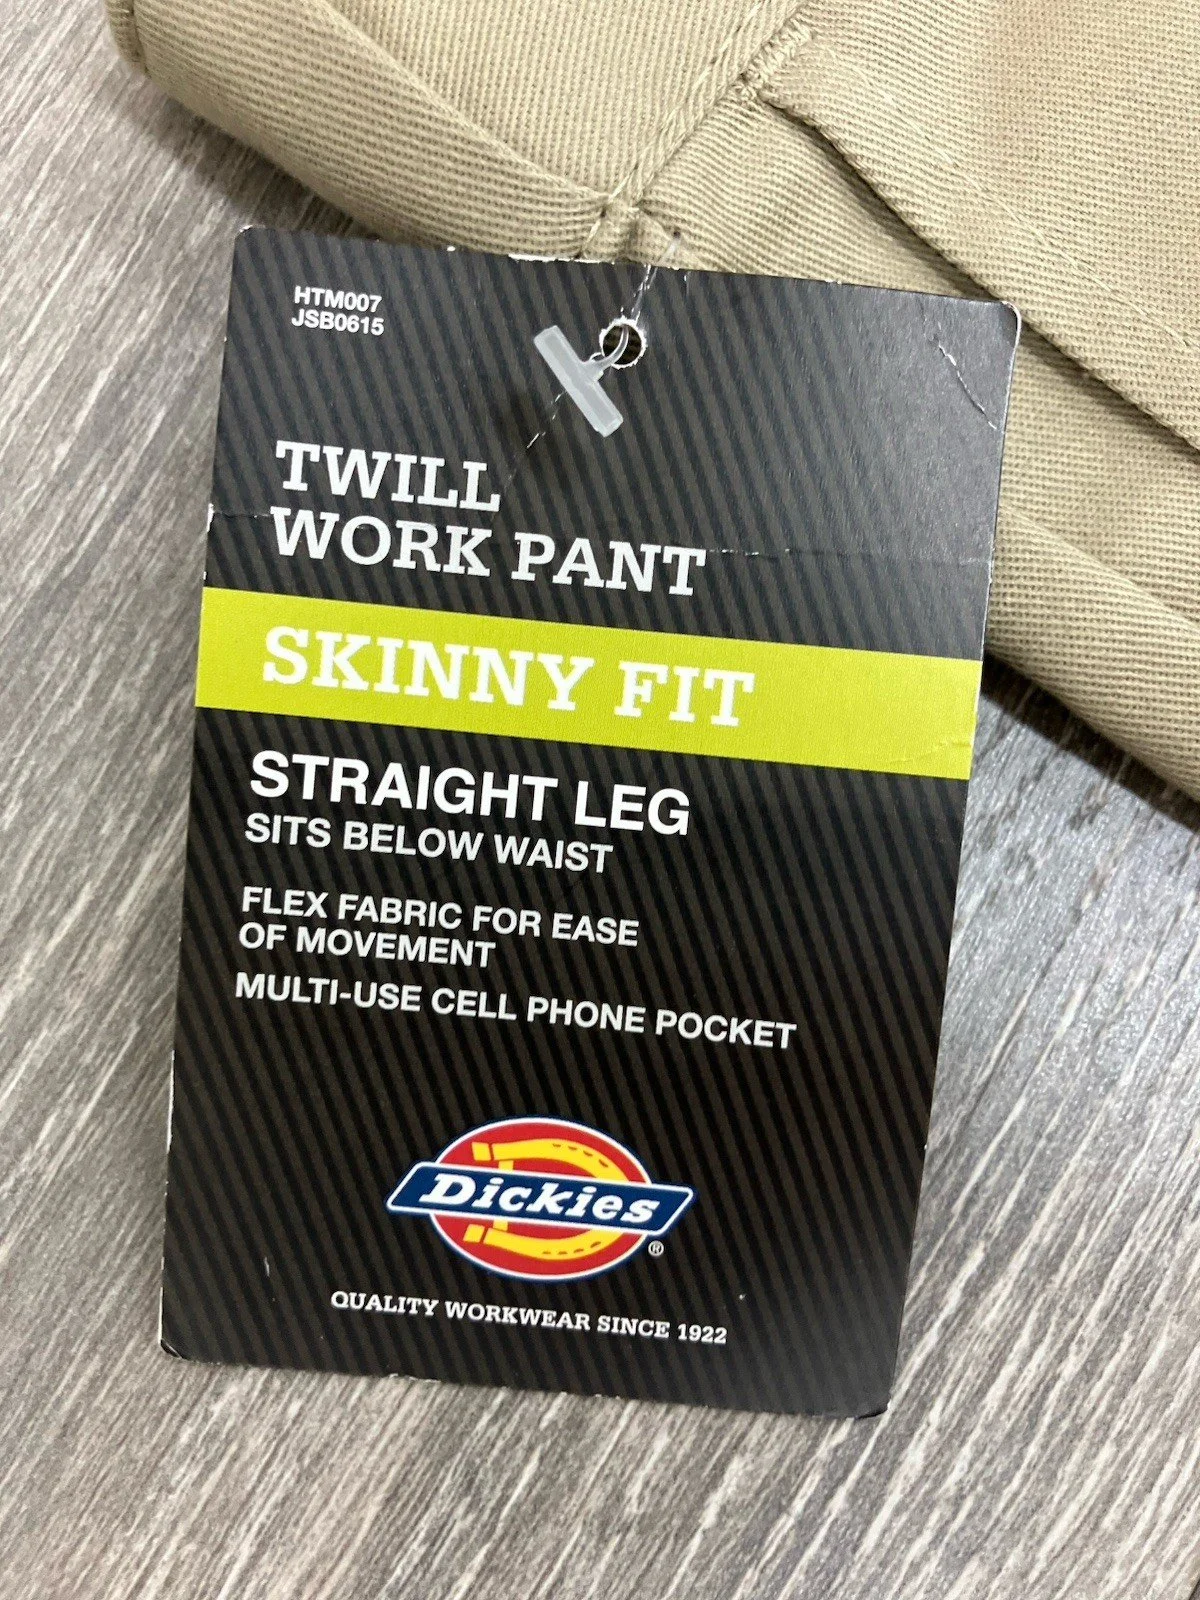 HTM007
JSB0615
TWILL
WORK PANT
SKINNY FIT
STRAIGHT LEG
SITS BELOW WAIST
FLEX FABRIC FOR EASE
OF MOVEMENT
MULTI-USE CELL PHONE POCKET
Dickies®
QUALITY WORKWEAR SINCE 1922